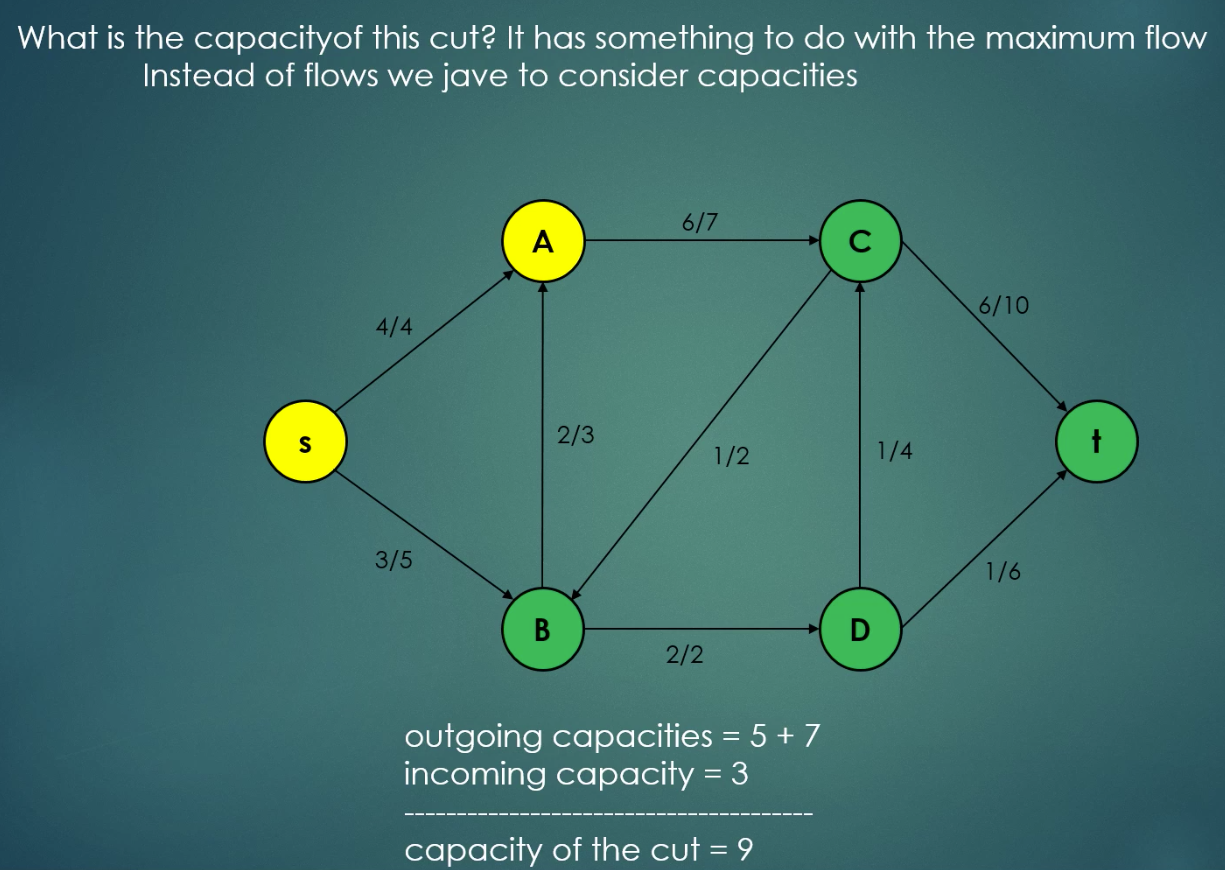 What is the capacityof this cut? It has something to do with the maximum flow
Instead of flows we jave to consider capacities
6/7
A
C
6/10
4/4
2/3
s
1/2
1/4
t
3/5
1/6
B
D
2/2
outgoing capacities = 5 + 7
incoming capacity = 3
---------------------------------------
capacity of the cut = 9